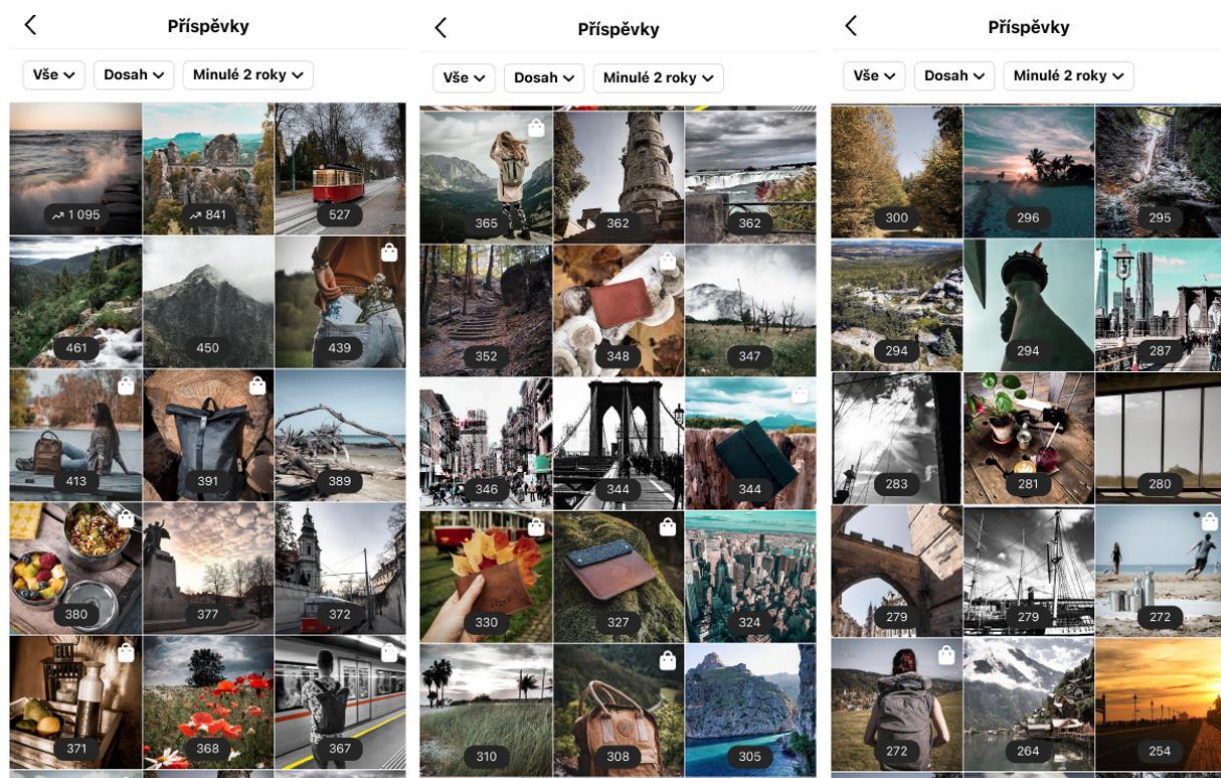 Příspěvky
Vše Dosah Minulé 2 roky
1 095 841 527
461 450 439
413 391 389
380 377 372
371 368 367
Příspěvky
Vše Dosah Minulé 2 roky
365 362 362
352 348 347
346 344 344
330 327 324
310 308 305
Příspěvky
Vše Dosah Minulé 2 roky
300 296 295
294 294 287
283 281 280
279 279 272
272 264 254